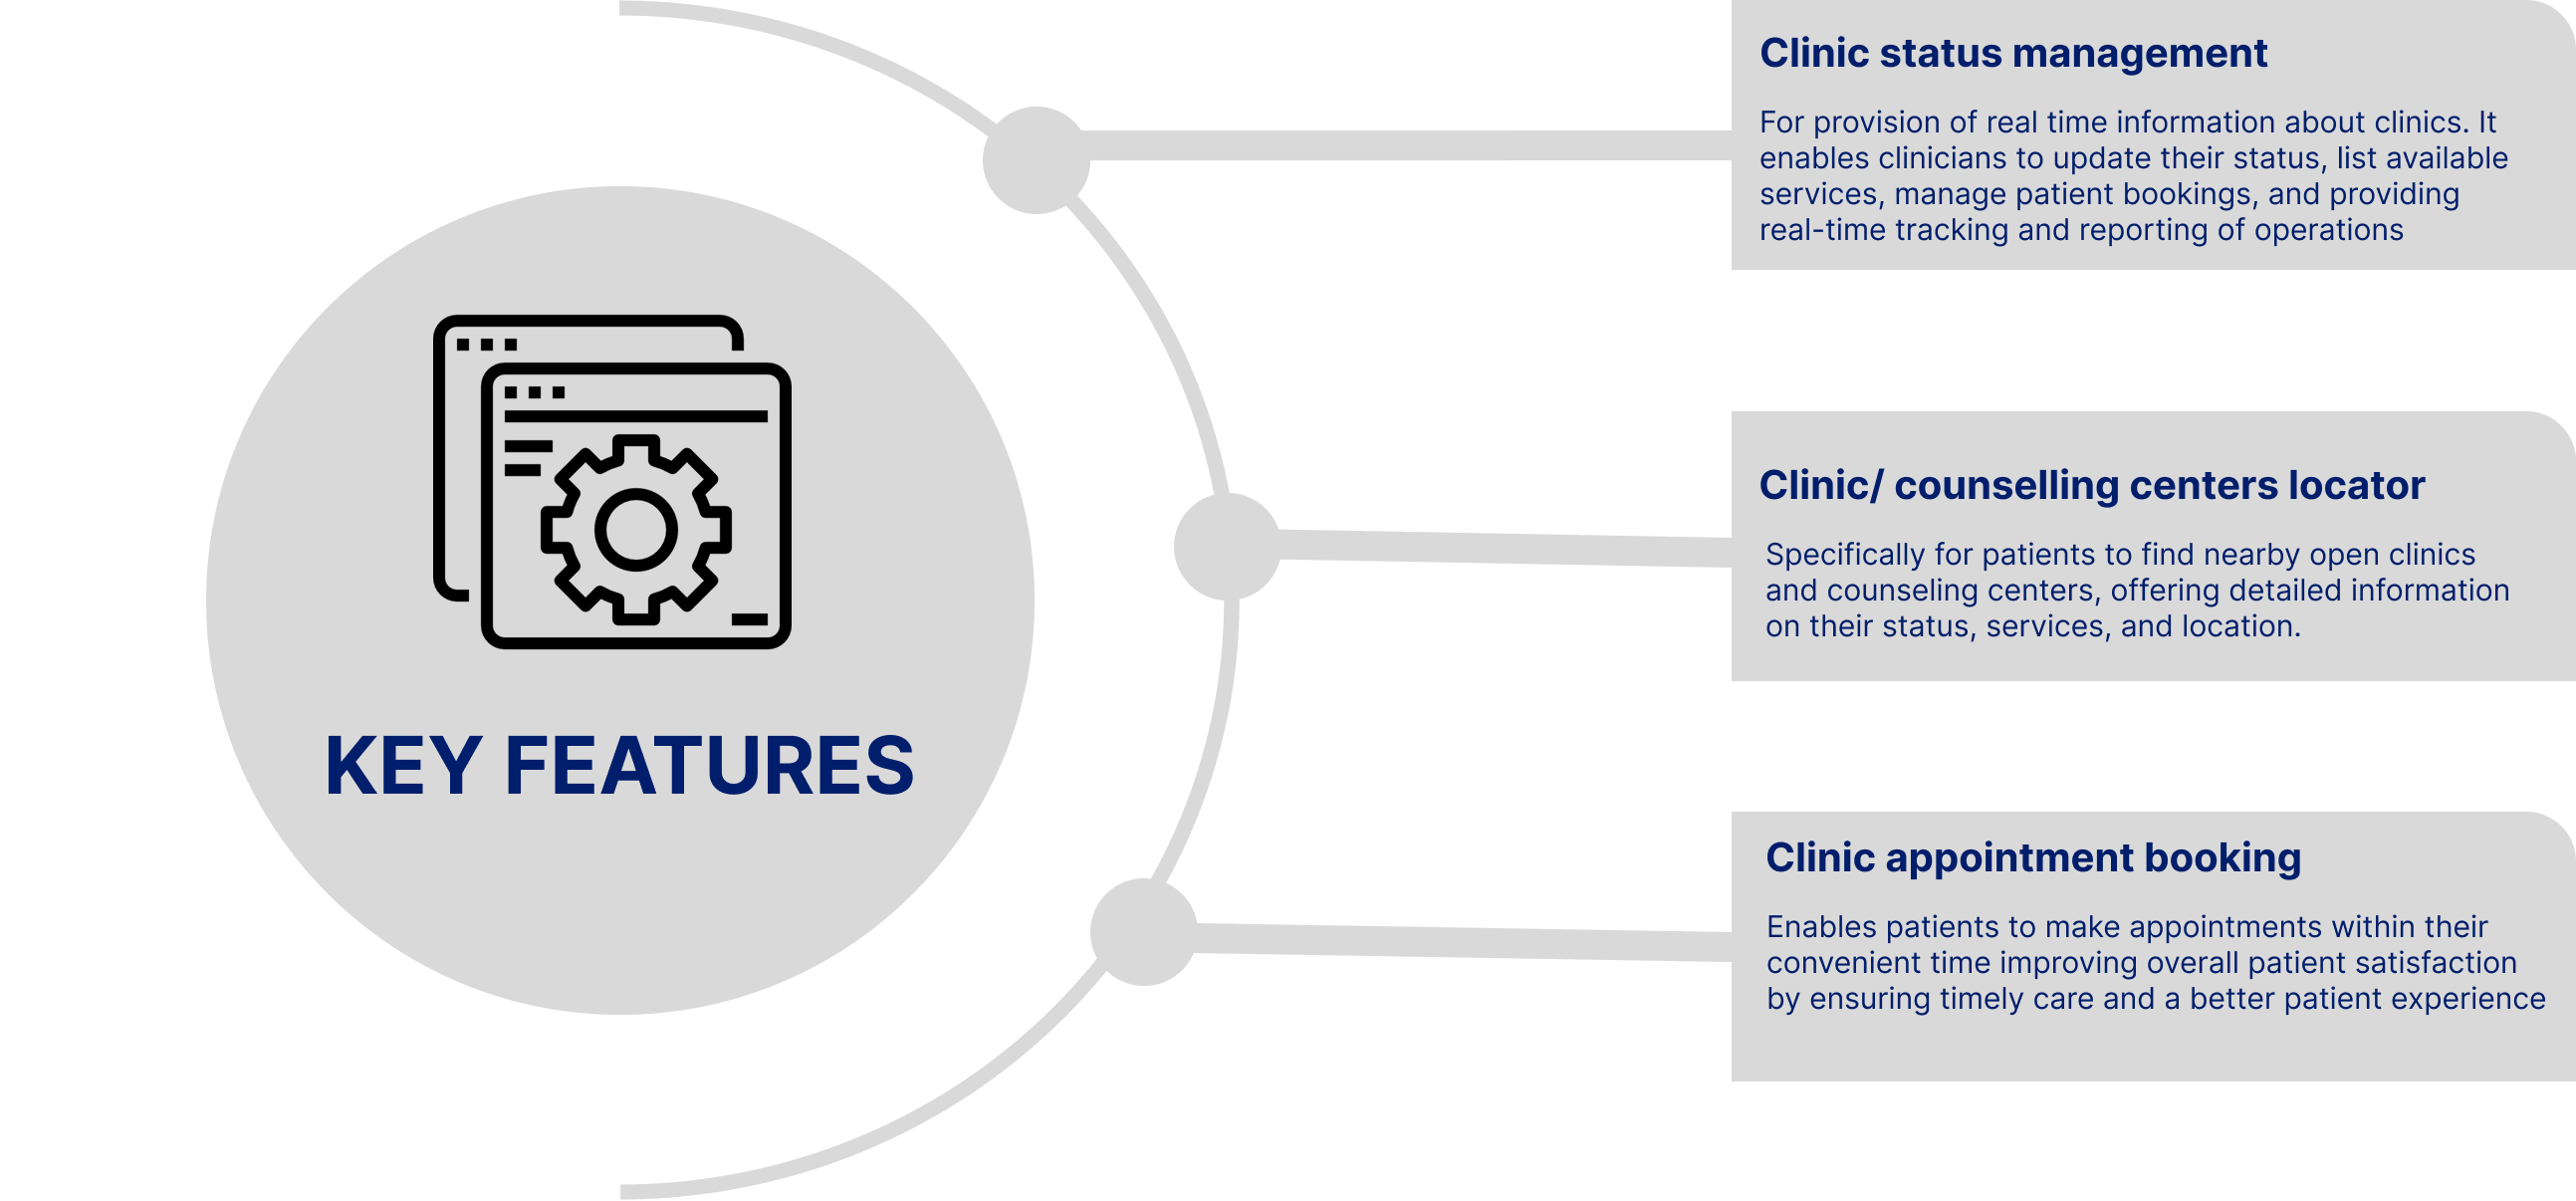 KEY FEATURES
Clinic status management
For provision of real time information about clinics. It
enables clinicians to update their status, list available
services, manage patient bookings, and providing
real-time tracking and reporting of operations
Clinic/ counselling centers locator
Specifically for patients to find nearby open clinics
and counseling centers, offering detailed information
on their status, services, and location.
Clinic appointment booking
Enables patients to make appointments within their
convenient time improving overall patient satisfaction
by ensuring timely care and a better patient experience